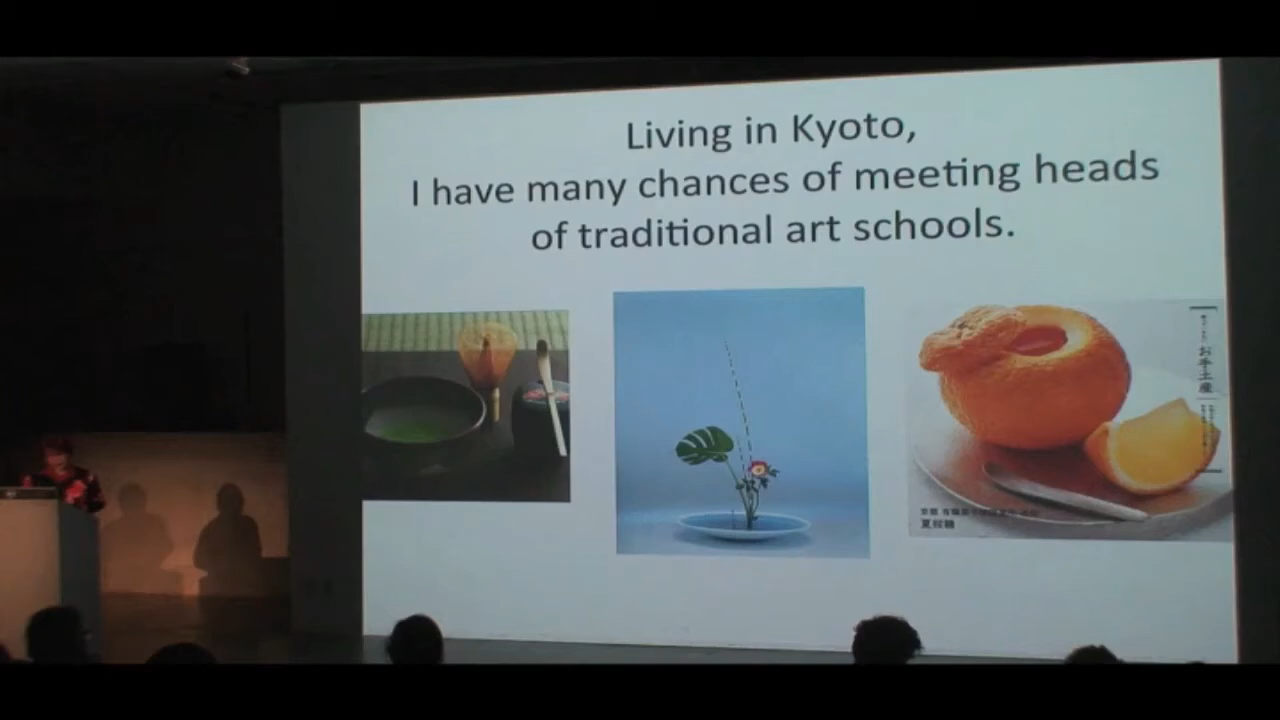 Living in Kyoto,
I have many chances of meeting heads
of traditional art schools.
お手土産
夏柑糖